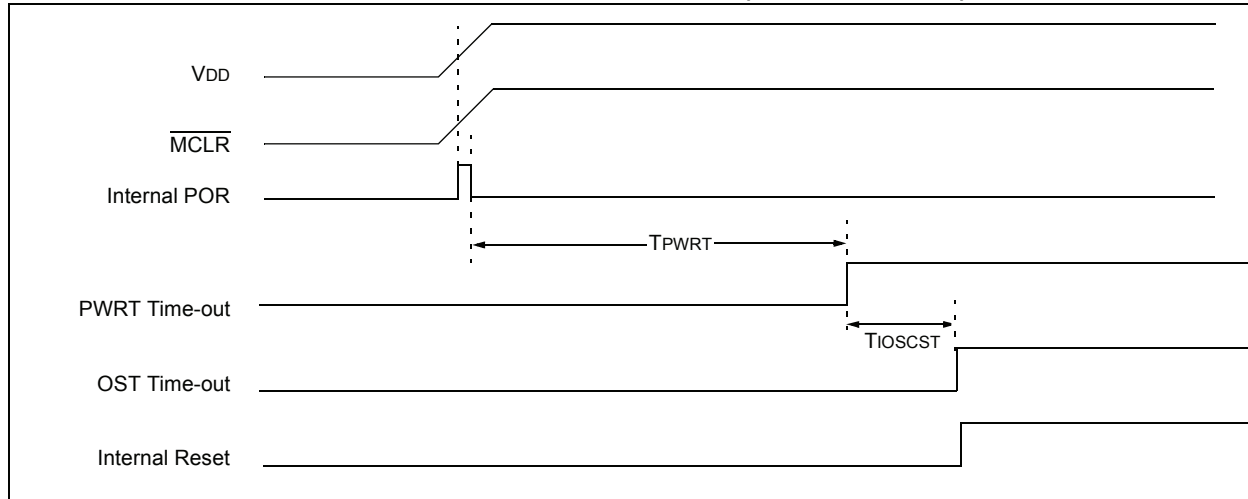 VDD
MCLR
Internal POR
TPWRT
PWRT Time-out
TIOSCST
OST Time-out
Internal Reset